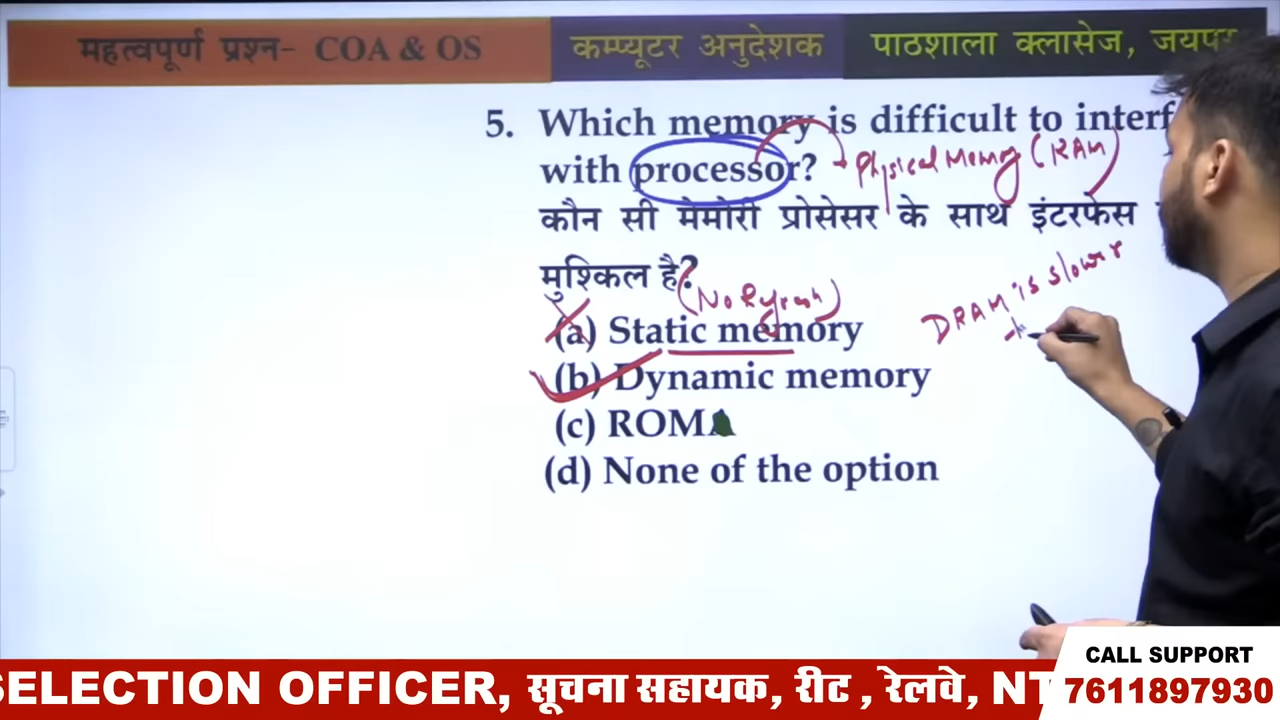 महत्वपूर्ण प्रश्न- COA & OS
कम्प्यूटर अनुदेशक
पाठशाला क्लासेज, जयपुर
5. Which memory is difficult to interf
with processor?
Physical Memory (RAM)
कौन सी मेमोरी प्रोसेसर के साथ इंटरफेस
मुश्किल है?
(No Refresh)
DRAM is slower
(a) Static memory
(b) Dynamic memory
(c) ROM
(d) None of the option
CALL SUPPORT
SELECTION OFFICER, सूचना सहायक, रीट , रेलवे, NT
7611897930